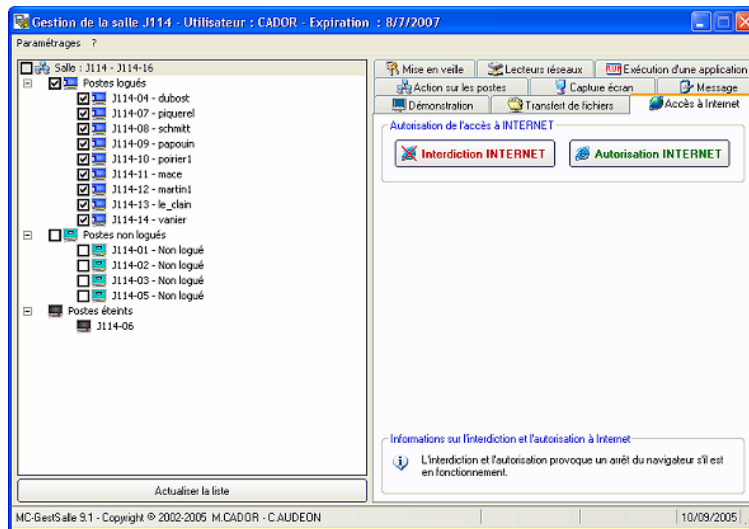 Gestion de la salle J114 - Utilisateur : CADOR - Expiration : 8/7/2007
Paramétrages ?
Salle : J114 - J114-16
Postes logués
J114-04 - dubost
J114-07 - piquerel
J114-08 - schmitt
J114-09 - papouin
J114-10 - poirier1
J114-11 - mace
J114-12 - martin1
J114-13 - le_clain
J114-14 - vanier
Postes non logués
J114-01 - Non logué
J114-02 - Non logué
J114-03 - Non logué
J114-05 - Non logué
Postes éteints
J114-06
Actualiser la liste
Mise en veille Lecteurs réseaux RUN Exécution d'une application
Action sur les postes Capture écran Message
Démonstration Transfert de fichiers Accès à Internet
Autorisation de l'accès à INTERNET
Interdiction INTERNET Autorisation INTERNET
Informations sur l'interdiction et l'autorisation à Internet
L'interdiction et l'autorisation provoque un arrêt du navigateur s'il est
en fonctionnement.
MC-GestSalle 9.1 - Copyright © 2002-2005 M.CADOR - C.AUDEON 10/09/2005